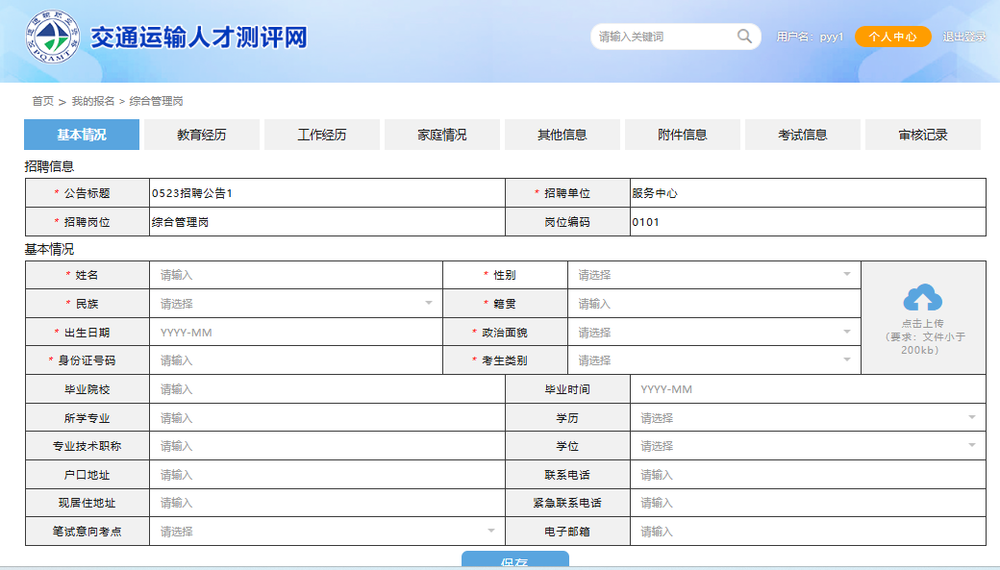 交通运输人才测评网
PQAMT
请输入关键词
用户名：pyy1
个人中心
退出登录
首页 > 我的报名 > 综合管理岗
基本情况 教育经历 工作经历 家庭情况 其他信息 附件信息 考试信息 审核记录
招聘信息
* 公告标题 0523招聘公告1 * 招聘单位 服务中心
* 招聘岗位 综合管理岗 岗位编码 0101
基本情况
* 姓名 请输入 * 性别 请选择
* 民族 请选择 * 籍贯 请输入
* 出生日期 YYYY-MM * 政治面貌 请选择
* 身份证号码 请输入 * 考生类别 请选择
点击上传
（要求：文件小于
200kb）
毕业院校 请输入 毕业时间 YYYY-MM
所学专业 请输入 学历 请选择
专业技术职称 请输入 学位 请选择
户口地址 请输入 联系电话 请输入
现居住地址 请输入 紧急联系电话 请输入
笔试意向考点 请选择 电子邮箱 请输入
保存